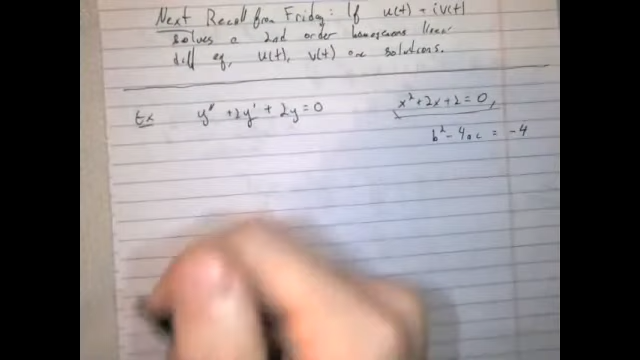 Next Recall from Friday: If u(t) + iv(t)
solves a 2nd order homogenous linear
diff eq, u(t), v(t) are solutions.
Ex y'' + 2y' + 2y = 0 x² + 2x + 2 = 0,
b² - 4ac = -4